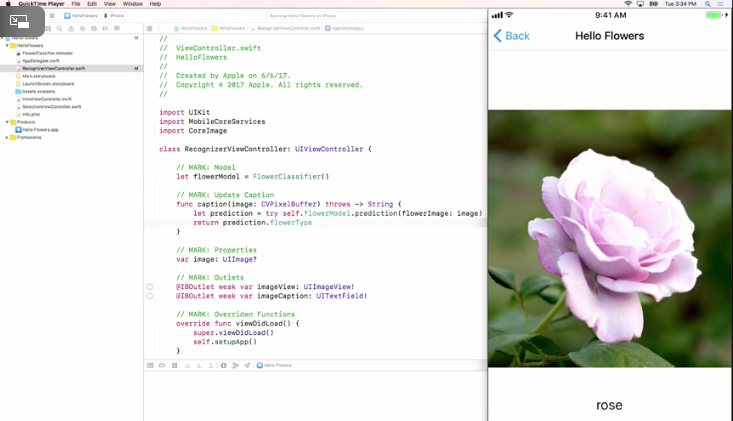 QuickTime Player File Edit View Window Help
Tue 3:34 PM
HelloFlowers iPhone
Running HelloFlowers on iPhone
HelloFlowers
HelloFlowers
FlowerClassifier.mlmodel
AppDelegate.swift
RecognizerViewController.swift M
Main.storyboard
LaunchScreen.storyboard
Assets.xcassets
IntroViewController.swift
SelectionViewController.swift
Info.plist
Products
Hello Flowers.app
Frameworks
HelloFlowers HelloFlowers RecognizerViewController.swift caption(image:)
//
// ViewController.swift
// HelloFlowers
//
// Created by Apple on 6/6/17.
// Copyright © 2017 Apple. All rights reserved.
//
import UIKit
import MobileCoreServices
import CoreImage
class RecognizerViewController: UIViewController {
// MARK: Model
let flowerModel = FlowerClassifier()
// MARK: Update Caption
func caption(image: CVPixelBuffer) throws -> String {
let prediction = try self.flowerModel.prediction(flowerImage: image)
return prediction.flowerType
}
// MARK: Properties
var image: UIImage?
// MARK: Outlets
@IBOutlet weak var imageView: UIImageView!
@IBOutlet weak var imageCaption: UITextField!
// MARK: Overriden Functions
override func viewDidLoad() {
super.viewDidLoad()
self.setupApp()
}
Hello Flowers
9:41 AM
Back Hello Flowers
rose